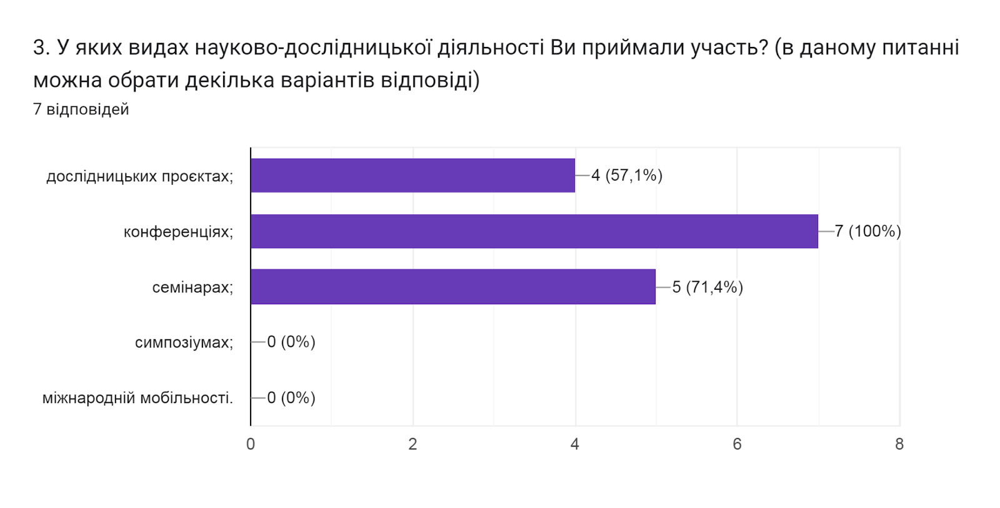 3. У яких видах науково-дослідницької діяльності Ви приймали участь? (в даному питанні
можна обрати декілька варіантів відповіді)
7 відповідей
дослідницьких проєктах;
4 (57,1%)
конференціях;
7 (100%)
семінарах;
5 (71,4%)
симпозіумах;
0 (0%)
міжнародній мобільності.
0 (0%)
0 2 4 6 8